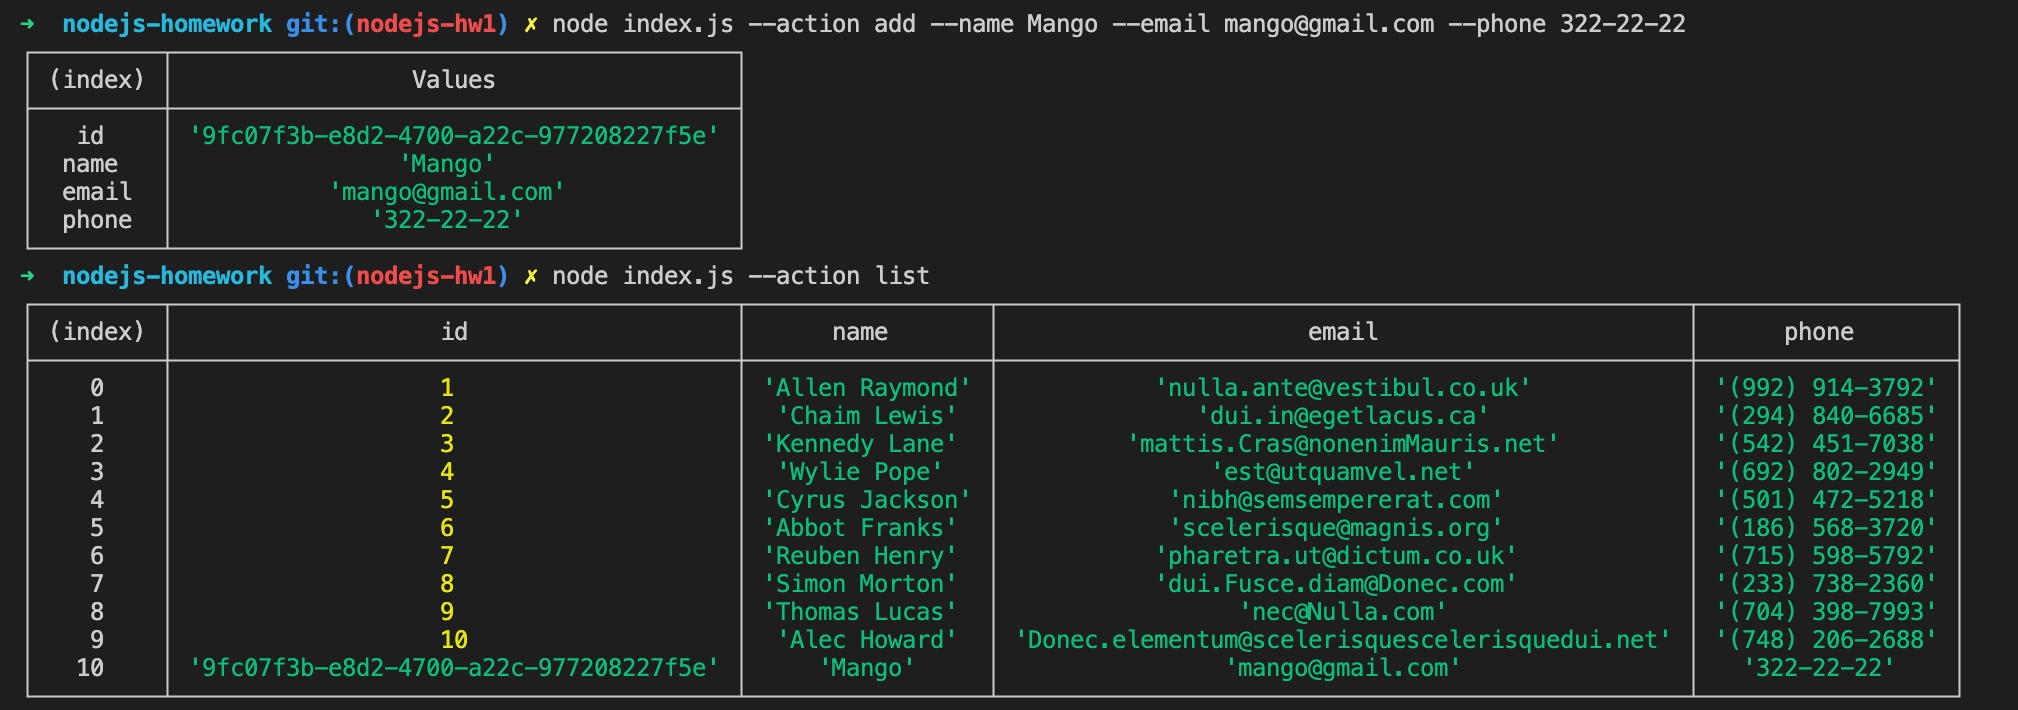 ➜ nodejs-homework git:(nodejs-hw1) ✗ node index.js --action add --name Mango --email mango@gmail.com --phone 322-22-22
(index) Values
id '9fc07f3b-e8d2-4700-a22c-977208227f5e'
name 'Mango'
email 'mango@gmail.com'
phone '322-22-22'
➜ nodejs-homework git:(nodejs-hw1) ✗ node index.js --action list
(index) id name email phone
0 1 'Allen Raymond' 'nulla.ante@vestibul.co.uk' '(992) 914-3792'
1 2 'Chaim Lewis' 'dui.in@egetlacus.ca' '(294) 840-6685'
2 3 'Kennedy Lane' 'mattis.Cras@nonenimMauris.net' '(542) 451-7038'
3 4 'Wylie Pope' 'est@utquamvel.net' '(692) 802-2949'
4 5 'Cyrus Jackson' 'nibh@semsempererat.com' '(501) 472-5218'
5 6 'Abbot Franks' 'scelerisque@magnis.org' '(186) 568-3720'
6 7 'Reuben Henry' 'pharetra.ut@dictum.co.uk' '(715) 598-5792'
7 8 'Simon Morton' 'dui.Fusce.diam@Donec.com' '(233) 738-2360'
8 9 'Thomas Lucas' 'nec@Nulla.com' '(704) 398-7993'
9 10 'Alec Howard' 'Donec.elementum@scelerisquescelerisquedui.net' '(748) 206-2688'
10 '9fc07f3b-e8d2-4700-a22c-977208227f5e' 'Mango' 'mango@gmail.com' '322-22-22'